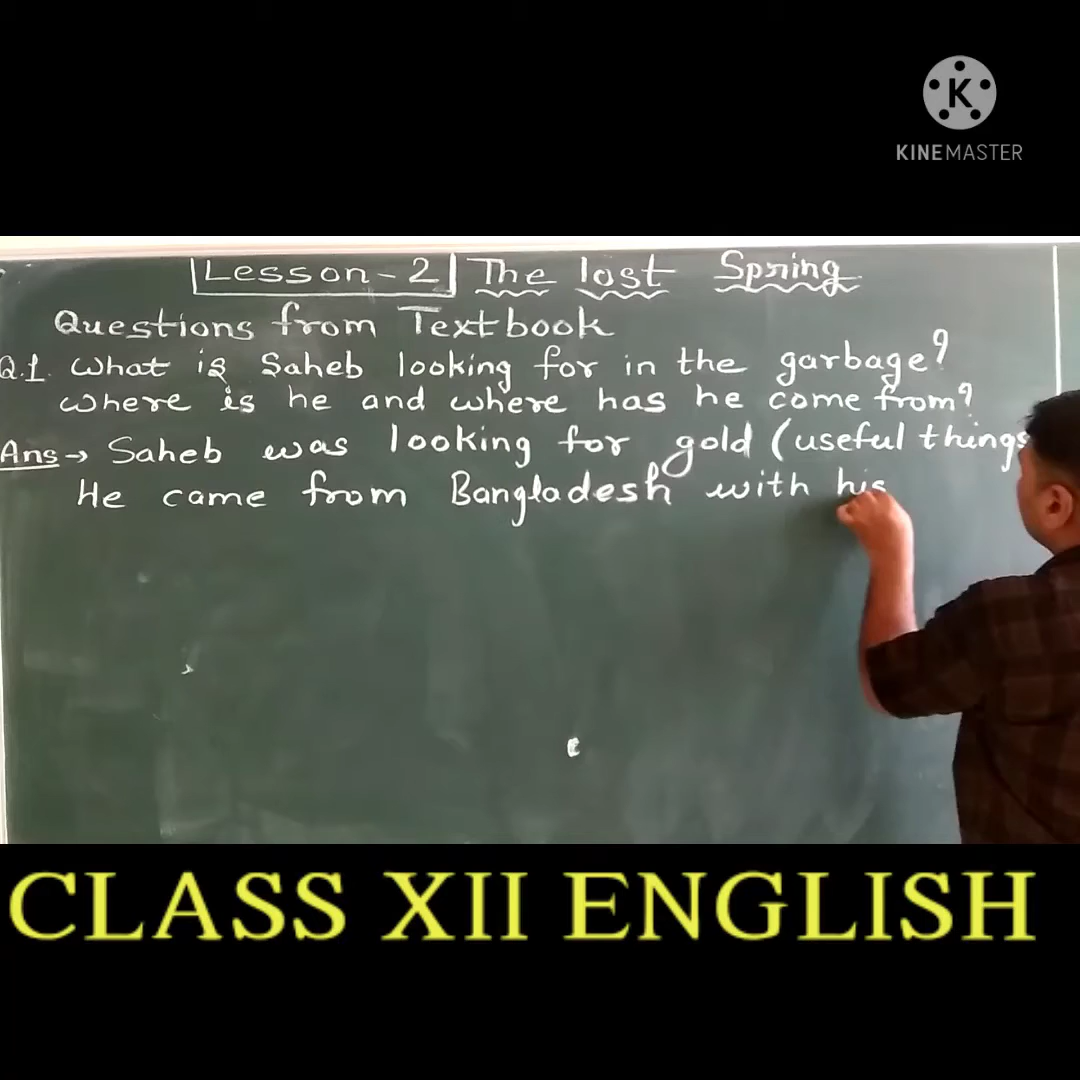 K
KINEMASTER
Lesson - 2 The lost Spring
Questions from Textbook
Q.1. What is Saheb looking for in the garbage?
where is he and where has he come from?
Ans → Saheb was looking for gold (useful things
He came from Bangladesh with his
CLASS XII ENGLISH